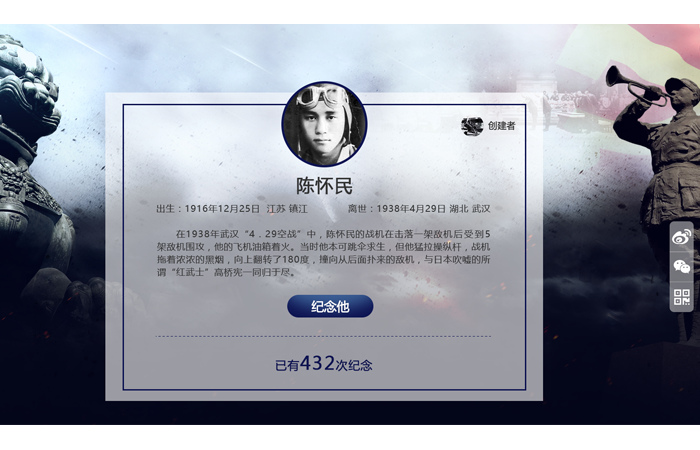 创建者
陈怀民
出生：1916年12月25日 江苏 镇江
离世：1938年4月29日 湖北 武汉
在1938年武汉“4．29空战”中，陈怀民的战机在击落一架敌机后受到5
架敌机围攻，他的飞机油箱着火。当时他本可跳伞求生，但他猛拉操纵杆，战机
拖着浓浓的黑烟，向上翻转了180度，撞向从后面扑来的敌机，与日本吹嘘的所
谓“红武士”高桥宪一同归于尽。
纪念他
已有432次纪念